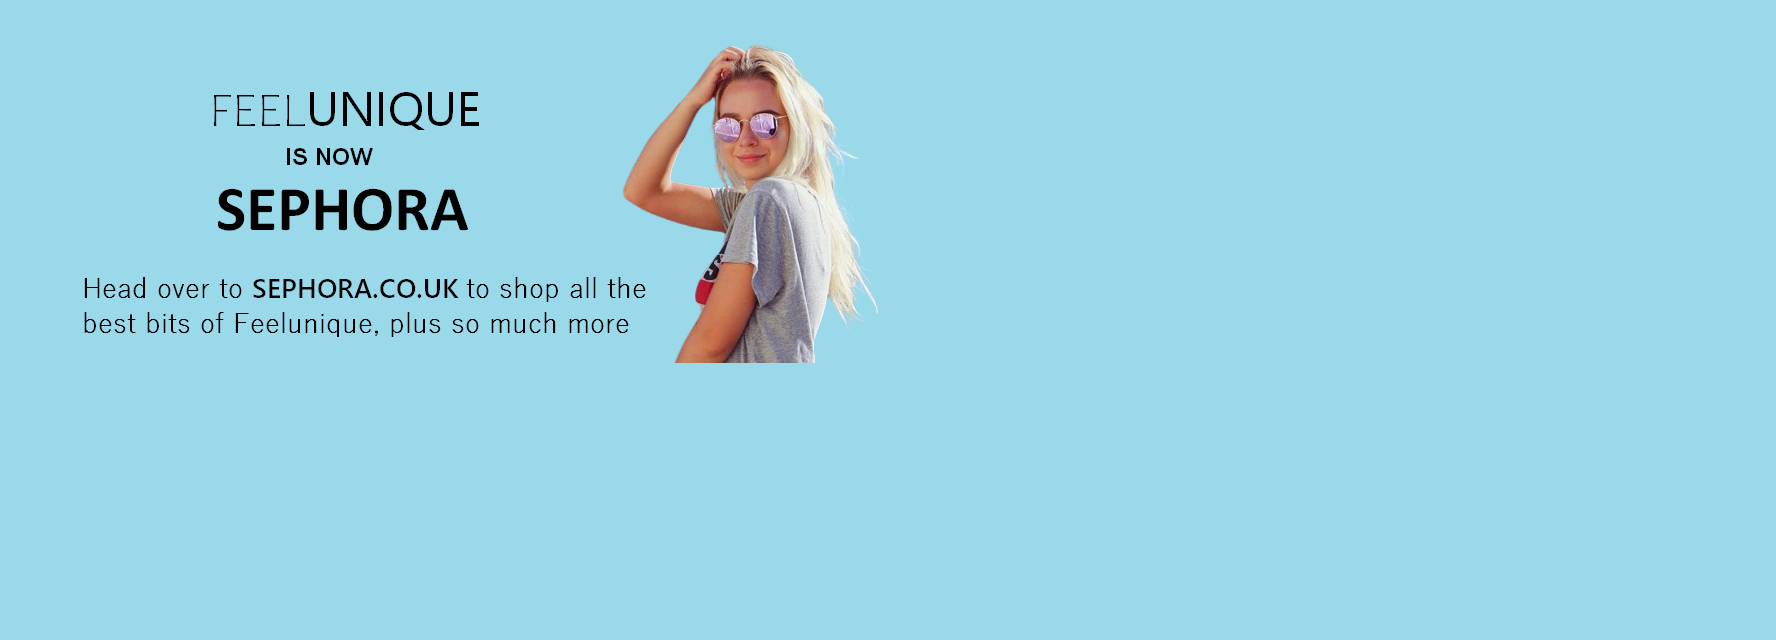 FEELUNIQUE
IS NOW
SEPHORA
Head over to SEPHORA.CO.UK to shop all the
best bits of Feelunique, plus so much more